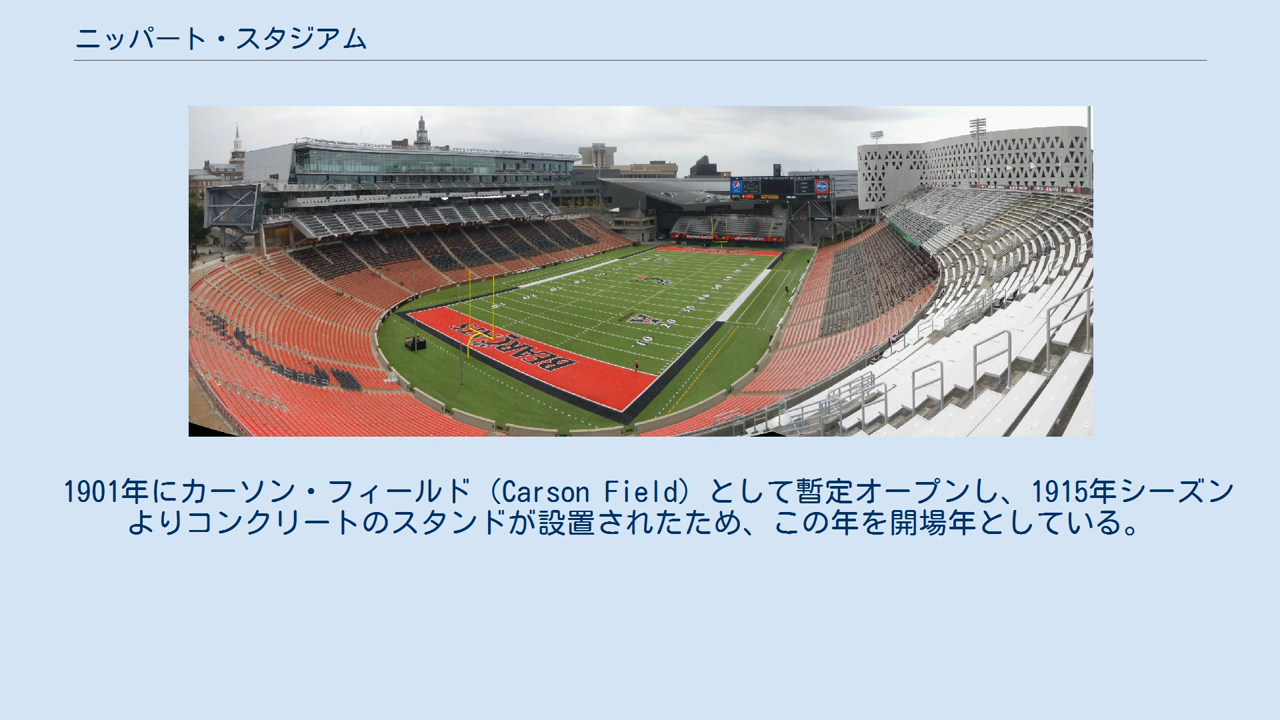 ニッパート・スタジアム
BEARCATS
1901年にカーソン・フィールド（Carson Field）として暫定オープンし、1915年シーズン
よりコンクリートのスタンドが設置されたため、この年を開場年としている。